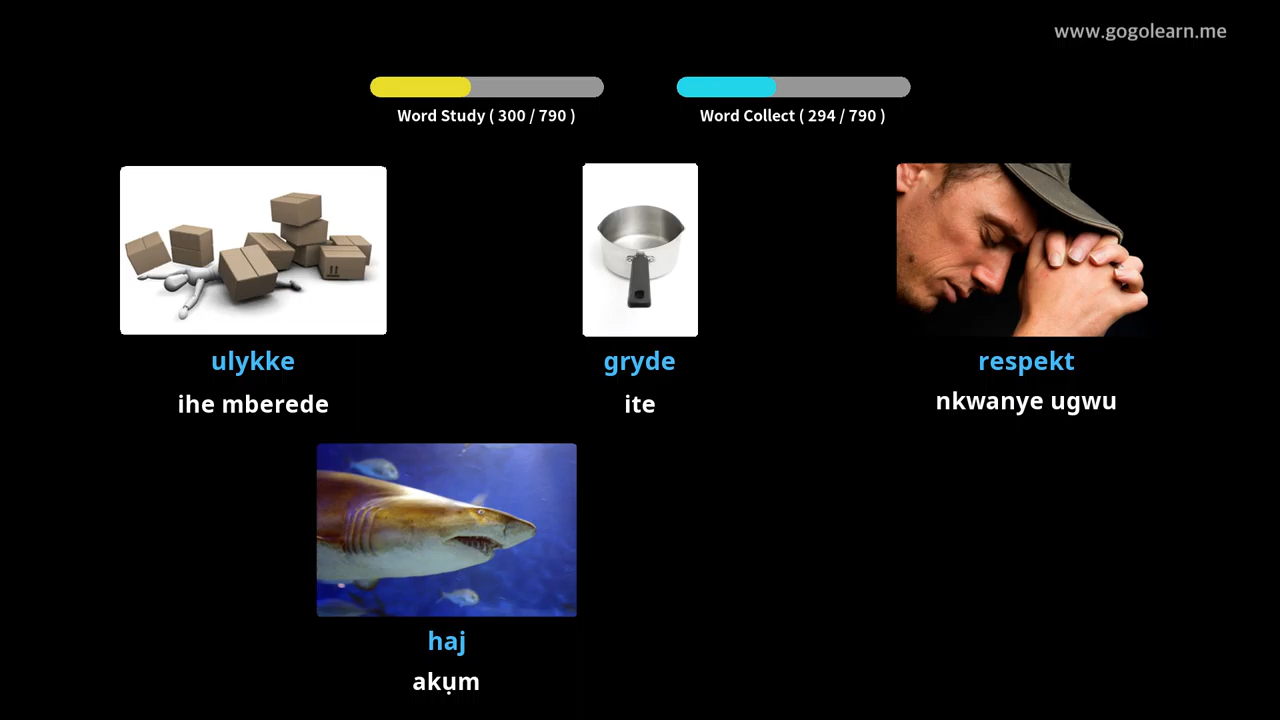 www.gogolearn.me
Word Study ( 300 / 790 )
Word Collect ( 294 / 790 )
ulykke
gryde
respekt
ihe mberede
ite
nkwanye ugwu
haj
akụm